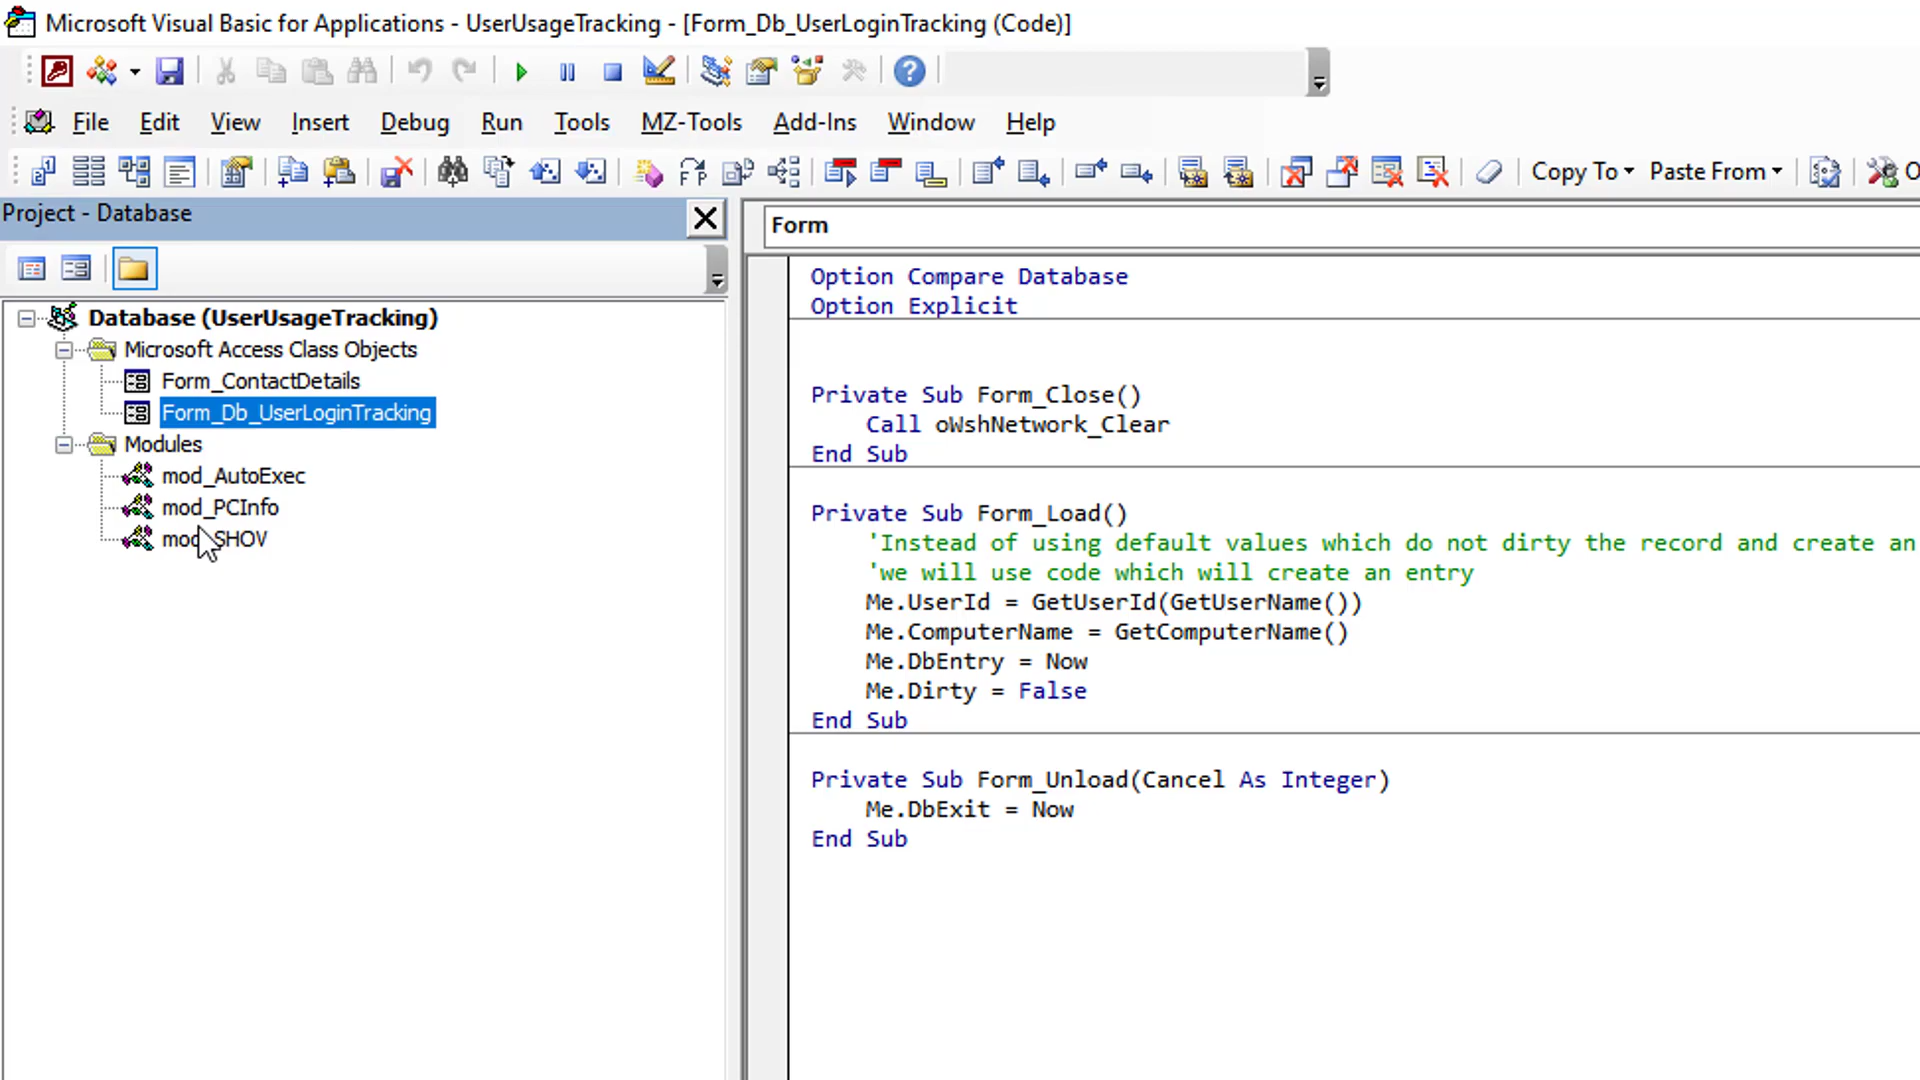 Microsoft Visual Basic for Applications - UserUsageTracking - [Form_Db_UserLoginTracking (Code)]
File Edit View Insert Debug Run Tools MZ-Tools Add-Ins Window Help
Copy To Paste From
Project - Database
Form
Database (UserUsageTracking)
Microsoft Access Class Objects
Form_ContactDetails
Form_Db_UserLoginTracking
Modules
mod_AutoExec
mod_PCInfo
mod_SHOV
Option Compare Database
Option Explicit
Private Sub Form_Close()
Call oWshNetwork_Clear
End Sub
Private Sub Form_Load()
'Instead of using default values which do not dirty the record and create an
'we will use code which will create an entry
Me.UserId = GetUserId(GetUserName())
Me.ComputerName = GetComputerName()
Me.DbEntry = Now
Me.Dirty = False
End Sub
Private Sub Form_Unload(Cancel As Integer)
Me.DbExit = Now
End Sub